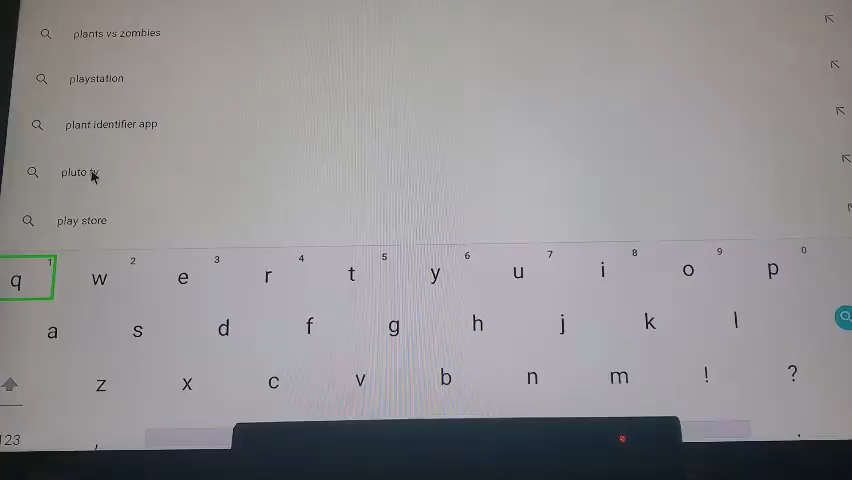 plants vs zombies
playstation
plant identifier app
pluto tv
play store
1 2 3 4 5 6 7 8 9 0
q w e r t y u i o p
a s d f g h j k l
z x c v b n m ! ?
123